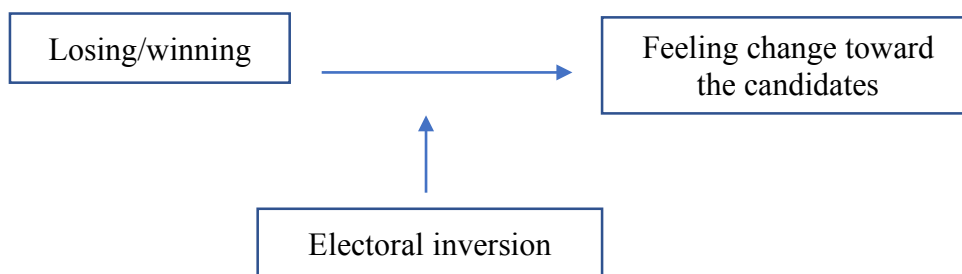 Losing/winning
Feeling change toward
the candidates
Electoral inversion